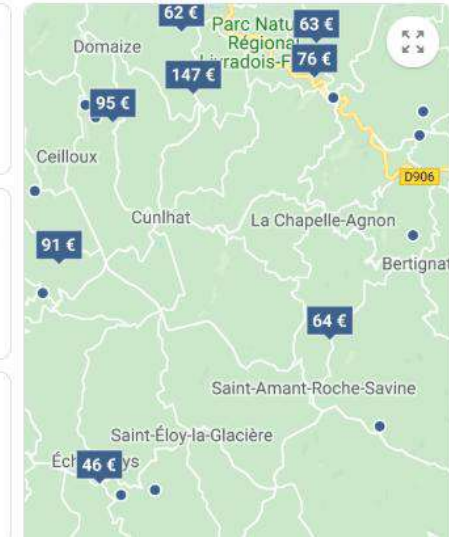 62 €
Parc Natu
63 €
Régional
Domaize
76 €
147 €
95 €
Ceilloux
D906
Cunlhat
La Chapelle-Agnon
91 €
Bertignat
64 €
Saint-Amant-Roche-Savine
Saint-Éloy-la-Glacière
46 €